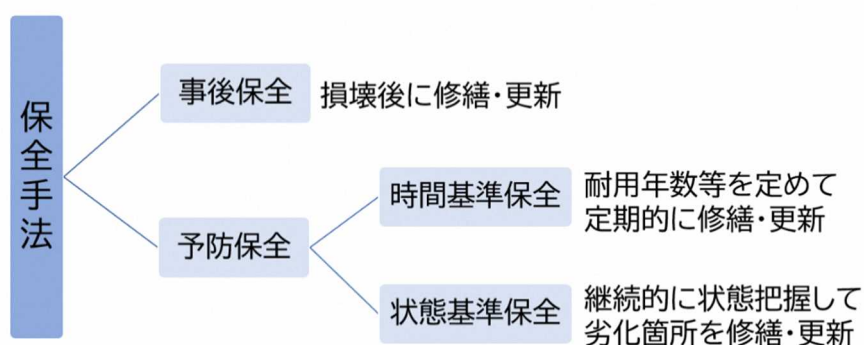 保全手法
事後保全
損壊後に修繕・更新
予防保全
時間基準保全
耐用年数等を定めて
定期的に修繕・更新
状態基準保全
継続的に状態把握して
劣化箇所を修繕・更新